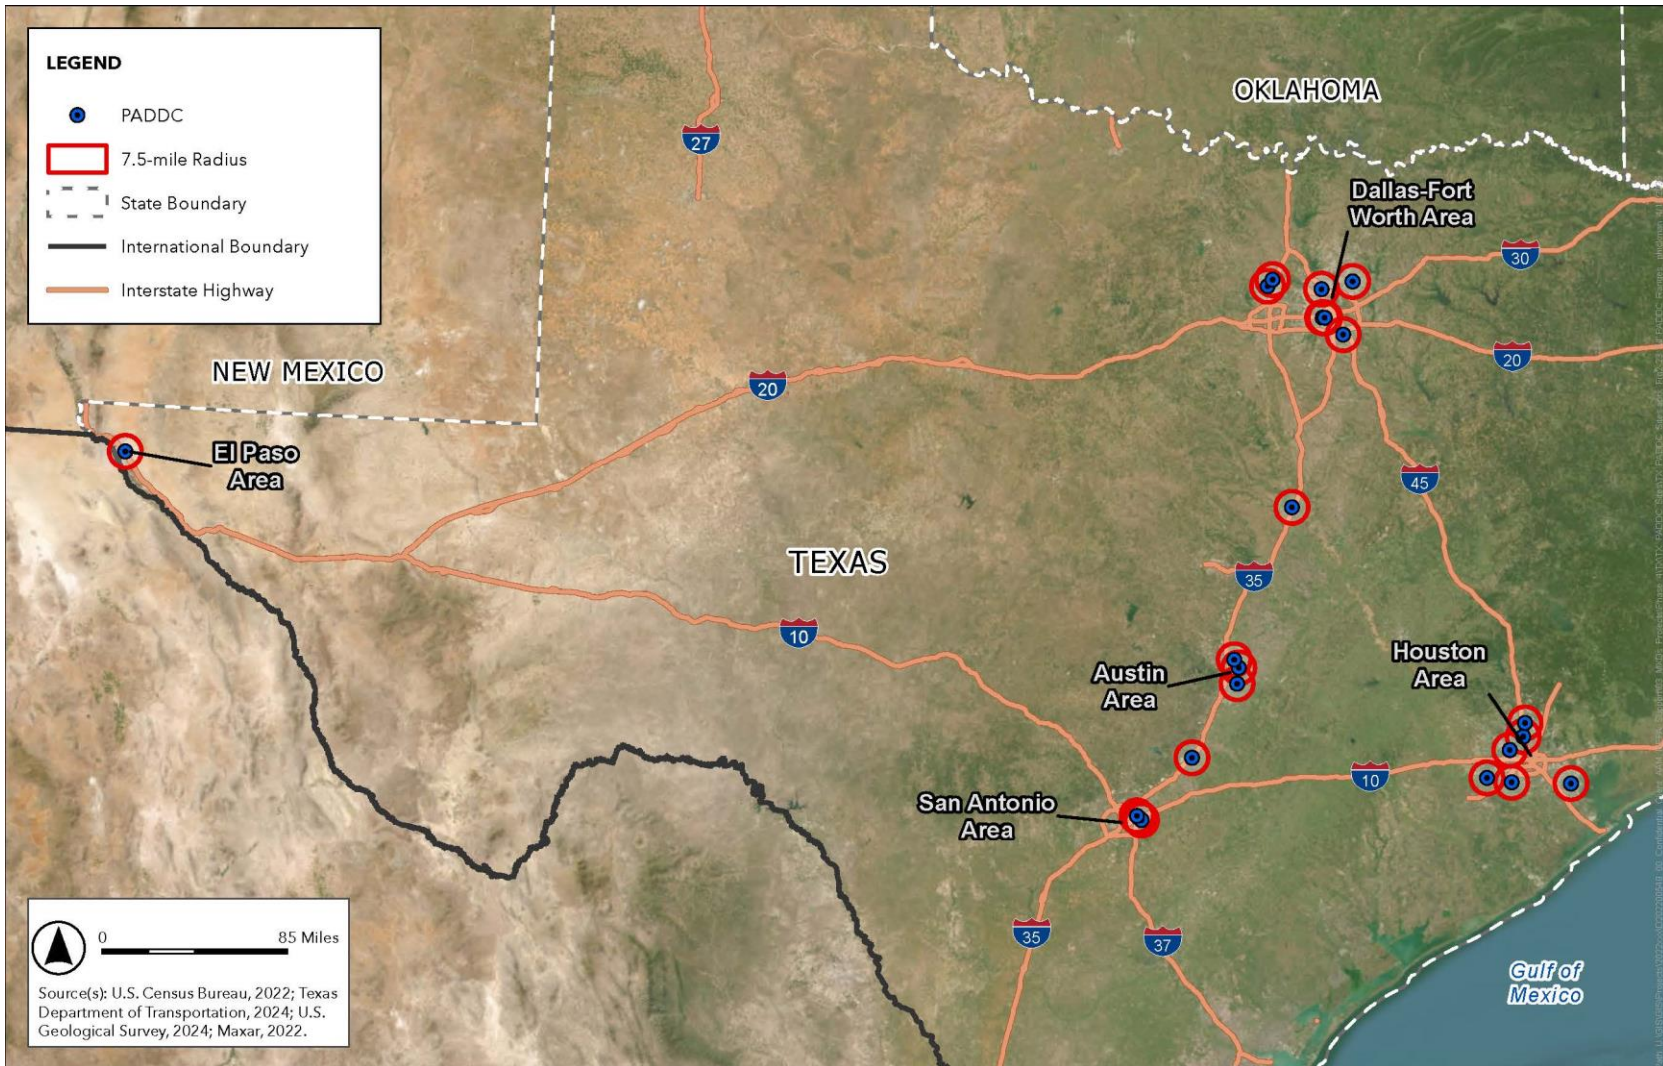 LEGEND
PADDC
7.5-mile Radius
State Boundary
International Boundary
Interstate Highway
27
OKLAHOMA
Dallas-Fort
Worth Area
30
20
20
NEW MEXICO
El Paso
Area
45
TEXAS
35
10
Austin
Area
Houston
Area
10
San Antonio
Area
35
37
Gulf of
Mexico
0
85 Miles
Source(s): U.S. Census Bureau, 2022; Texas
Department of Transportation, 2024; U.S.
Geological Survey, 2024; Maxar, 2022.